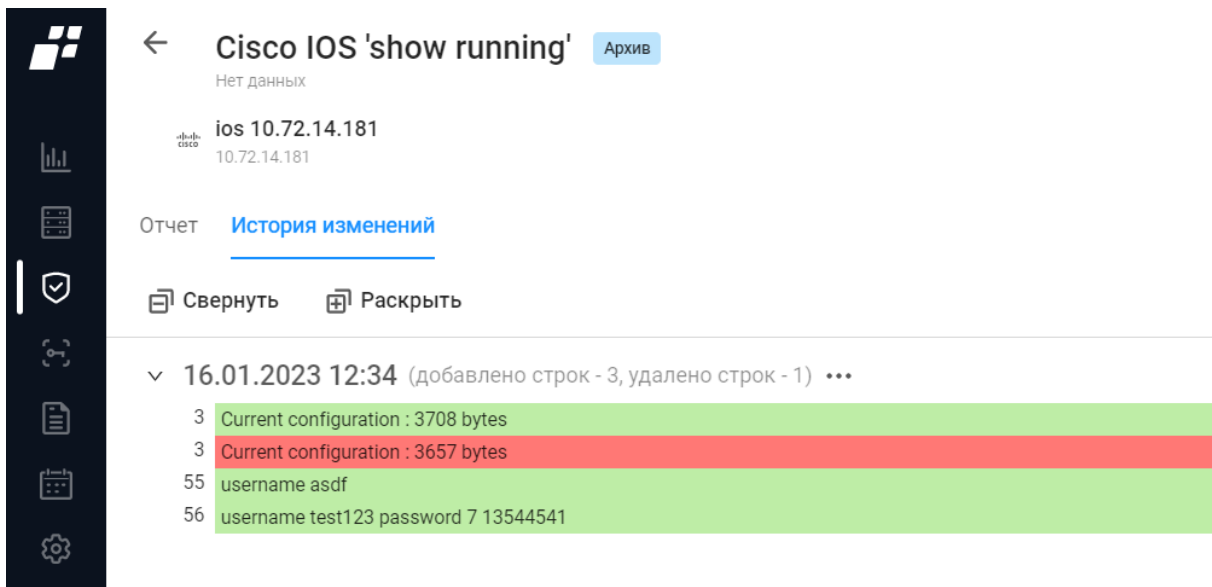 Cisco IOS 'show running' Архив
Нет данных
cisco
ios 10.72.14.181
10.72.14.181
Отчет История изменений
Свернуть Раскрыть
16.01.2023 12:34 (добавлено строк - 3, удалено строк - 1) •••
3 Current configuration : 3708 bytes
3 Current configuration : 3657 bytes
55 username asdf
56 username test123 password 7 13544541